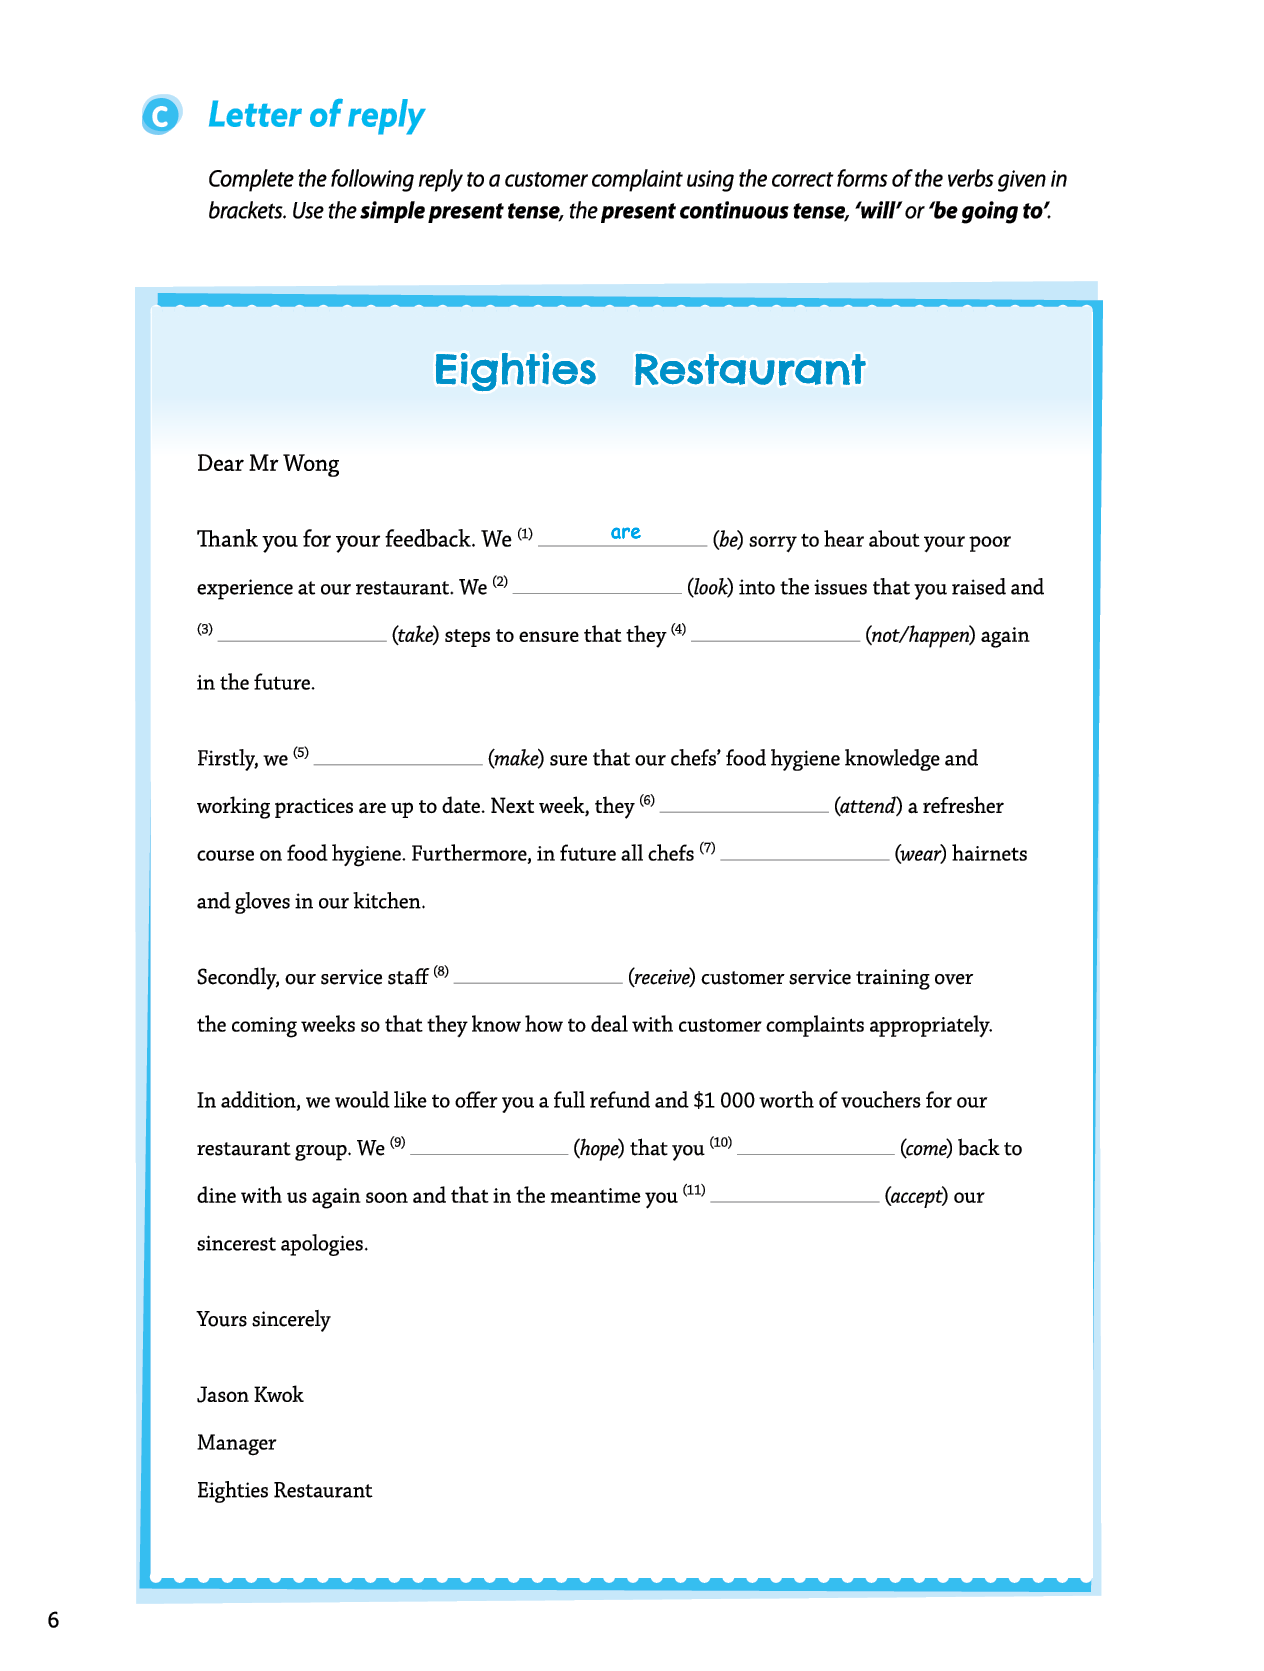 C Letter of reply
Complete the following reply to a customer complaint using the correct forms of the verbs given in
brackets. Use the simple present tense, the present continuous tense, ‘will’ or ‘be going to’.
Eighties Restaurant
Dear Mr Wong
Thank you for your feedback. We (1) are (be) sorry to hear about your poor
experience at our restaurant. We (2) ____________ (look) into the issues that you raised and
(3) ____________ (take) steps to ensure that they (4) ____________ (not/happen) again
in the future.
Firstly, we (5) ____________ (make) sure that our chefs’ food hygiene knowledge and
working practices are up to date. Next week, they (6) ____________ (attend) a refresher
course on food hygiene. Furthermore, in future all chefs (7) ____________ (wear) hairnets
and gloves in our kitchen.
Secondly, our service staff (8) ____________ (receive) customer service training over
the coming weeks so that they know how to deal with customer complaints appropriately.
In addition, we would like to offer you a full refund and $1 000 worth of vouchers for our
restaurant group. We (9) ____________ (hope) that you (10) ____________ (come) back to
dine with us again soon and that in the meantime you (11) ____________ (accept) our
sincerest apologies.
Yours sincerely
Jason Kwok
Manager
Eighties Restaurant
6